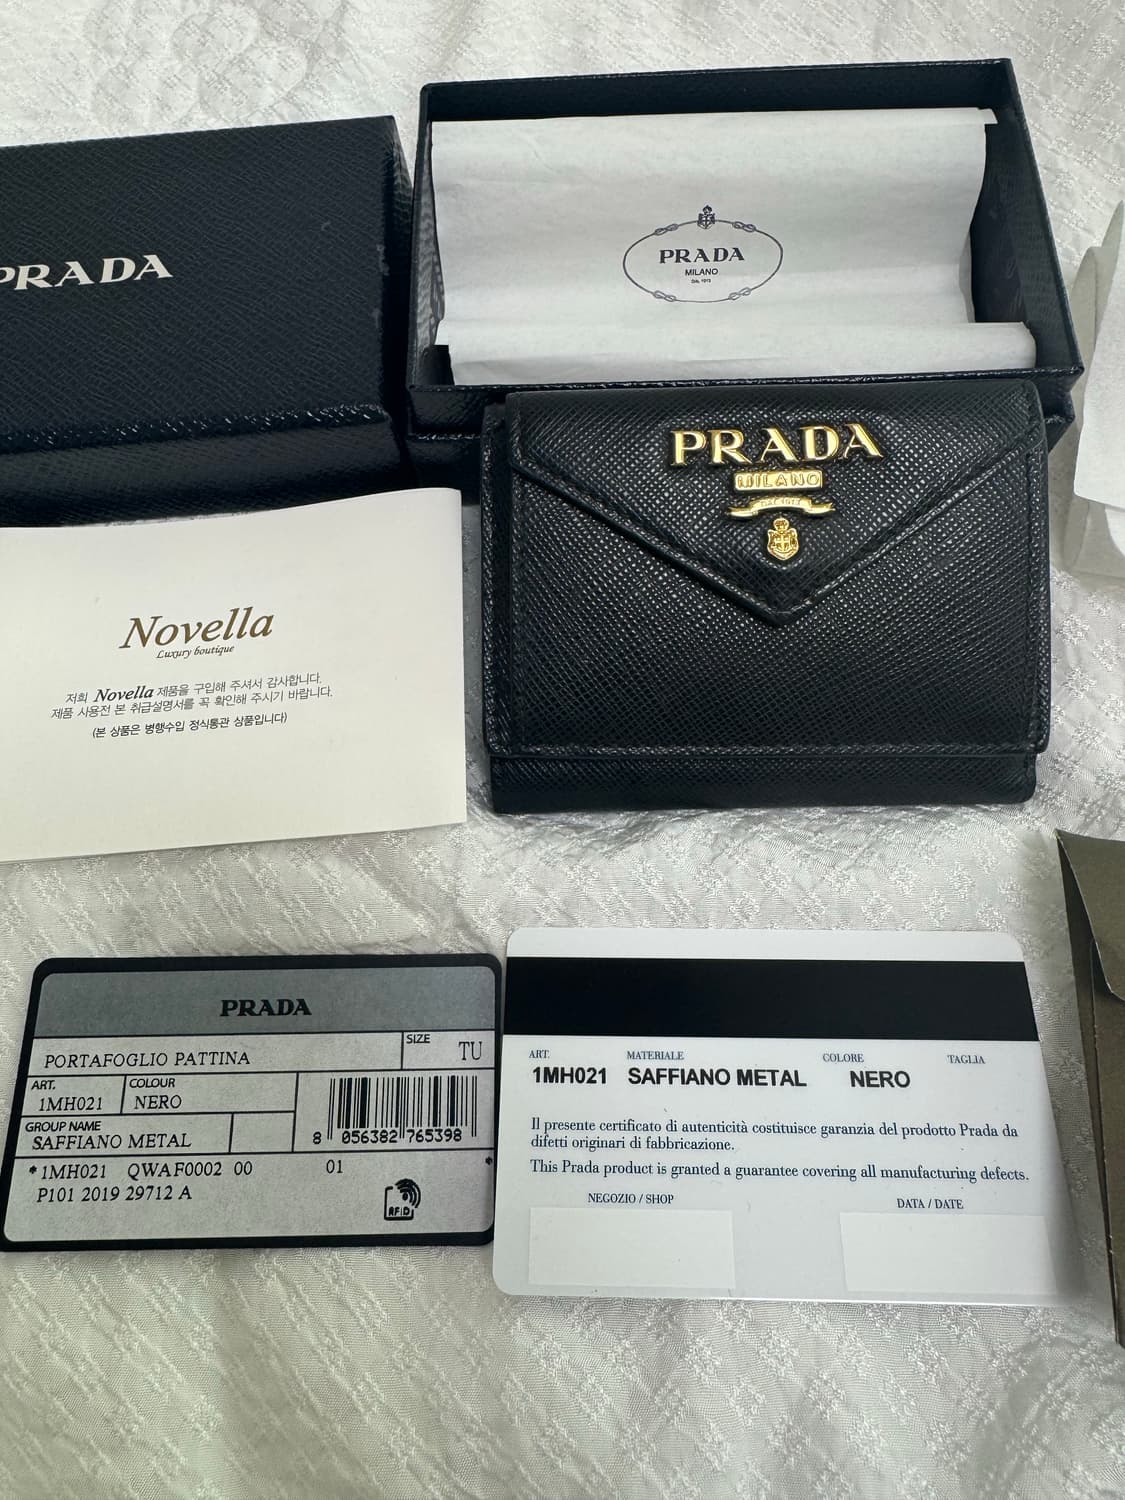 PRADA
MILANO
DAL 1913
PRADA
PRADA
MILANO
DAL 1913
Novella
Luxury boutique
저희 Novella 제품을 구입해 주셔서 감사합니다.
제품 사용전 본 취급설명서를 꼭 확인해 주시기 바랍니다.
(본 상품은 병행수입 정식통관 상품입니다)
PRADA
PORTAFOGLIO PATTINA
SIZE
TU
ART.
1MH021
COLOUR
NERO
GROUP NAME
SAFFIANO METAL
8 056382 765398
*1MH021 QWAF0002 00 01 *
P101 2019 29712 A
RFID
ART. MATERIALE COLORE TAGLIA
1MH021 SAFFIANO METAL NERO
Il presente certificato di autenticità costituisce garanzia del prodotto Prada da
difetti originari di fabbricazione.
This Prada product is granted a guarantee covering all manufacturing defects.
NEGOZIO / SHOP
DATA / DATE